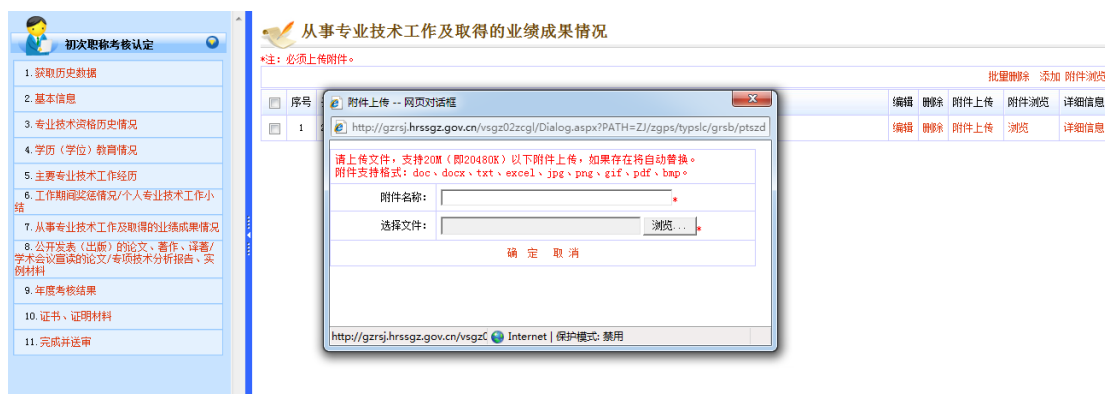 初次职称考核认定
1. 获取历史数据
2. 基本信息
3. 专业技术资格历史情况
4. 学历（学位）教育情况
5. 主要专业技术工作经历
6. 工作期间奖惩情况/个人专业技术工作小
结
7. 从事专业技术工作及取得的业绩成果情况
8. 公开发表（出版）的论文、著作、译著/
学术会议宣读的论文/专项技术分析报告、实
例材料
9. 年度考核结果
10. 证书、证明材料
11. 完成并送审
从事专业技术工作及取得的业绩成果情况
*注：必须上传附件。
批量删除 添加 附件浏览
序号 编辑 删除 附件上传 附件浏览 详细信息
1 编辑 删除 附件上传 浏览 详细信息
附件上传 -- 网页对话框
http://gzrsj.hrssgz.gov.cn/vsgz02zcgl/Dialog.aspx?PATH=ZJ/zgps/typslc/grsb/ptszd
请上传文件，支持20M（即20480K）以下附件上传，如果存在将自动替换。
附件支持格式：doc、docx、txt、excel、jpg、png、gif、pdf、bmp。
附件名称： *
选择文件： 浏览... *
确 定 取 消
http://gzrsj.hrssgz.gov.cn/vsgz0 Internet | 保护模式: 禁用